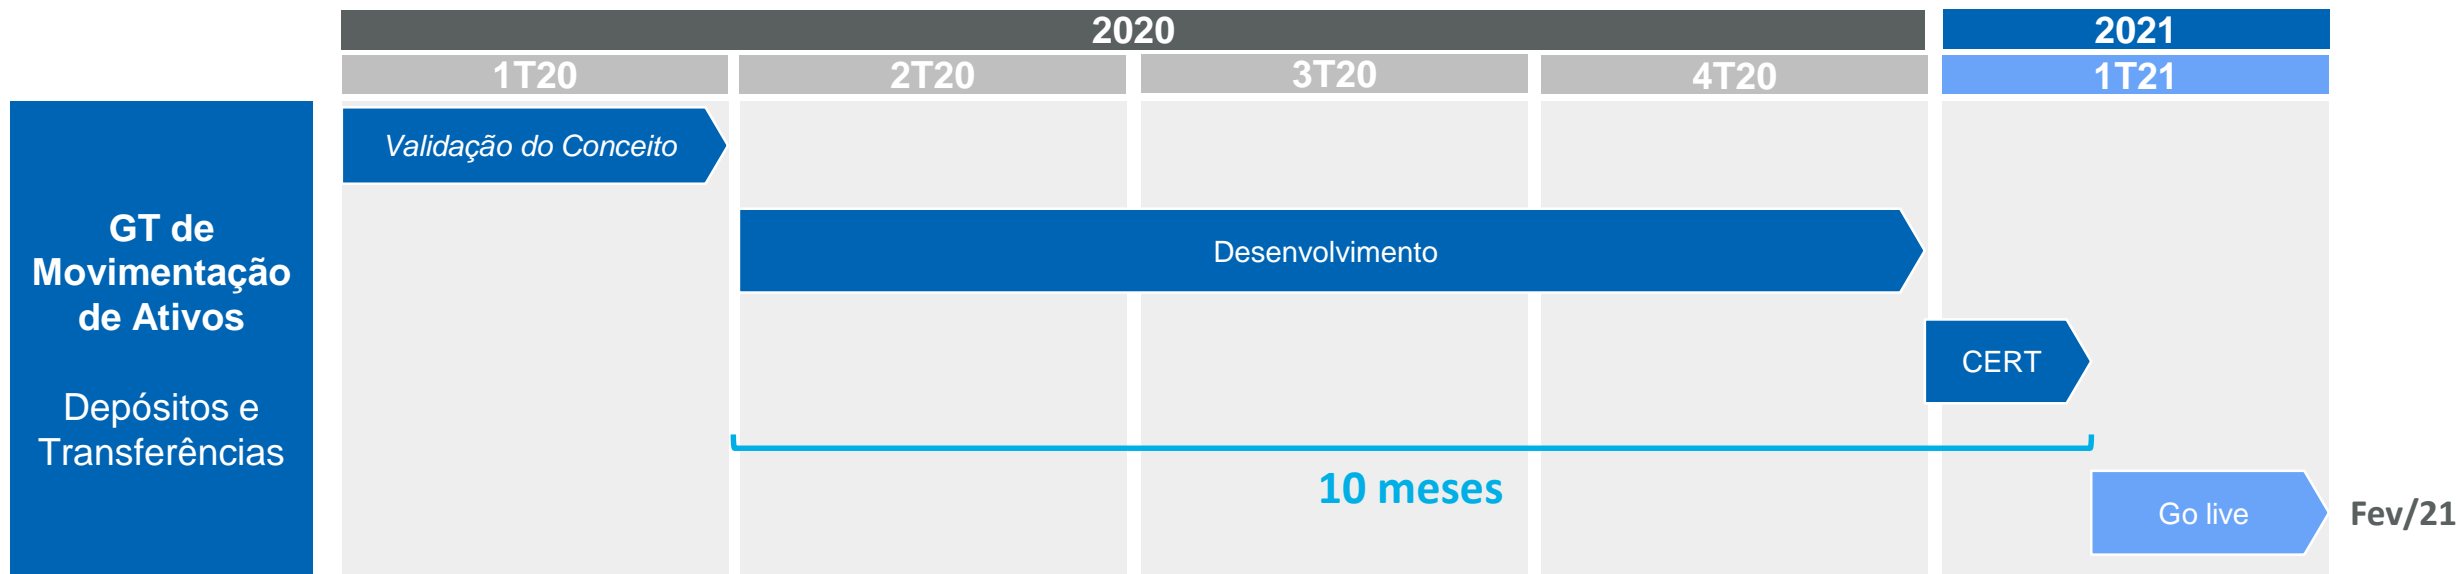 2020
2021
1T20
2T20
3T20
4T20
1T21
GT de
Movimentação
de Ativos
Depósitos e
Transferências
Validação do Conceito
Desenvolvimento
CERT
10 meses
Go live
Fev/21